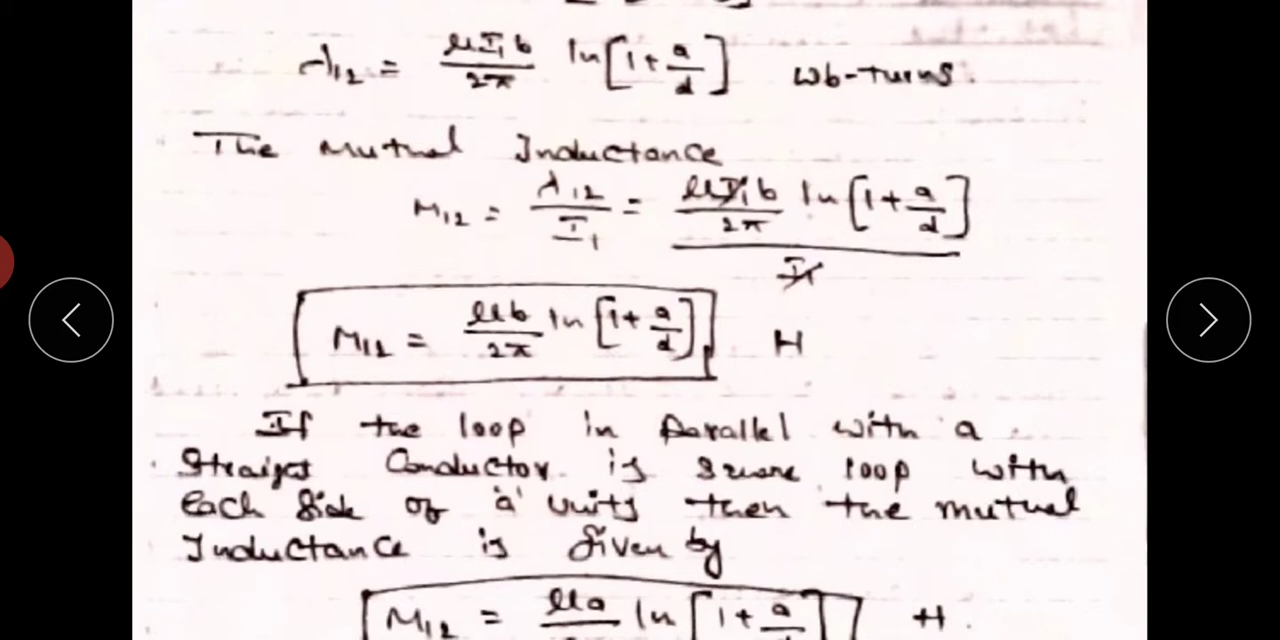 λ12 = μI1b/2π ln[1+a/d] wb-turns.
The Mutual Inductance
M12 = λ12/I1 = μI1b/2π ln[1+a/d] / I1
M12 = μb/2π ln[1+a/d] H
If the loop in parallel with a
straight Conductor is square loop with
each side of 'a' units then the mutual
Inductance is given by
M12 = μa ln[1+a H.